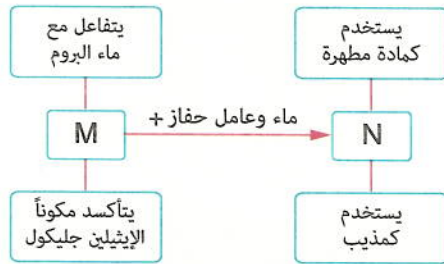 يتفاعل مع
ماء البروم
يستخدم
كمادة مطهرة
M
ماء وعامل حفاز +
N
يتأكسد مكوناً
الإيثيلين جليكول
يستخدم
كمذيب